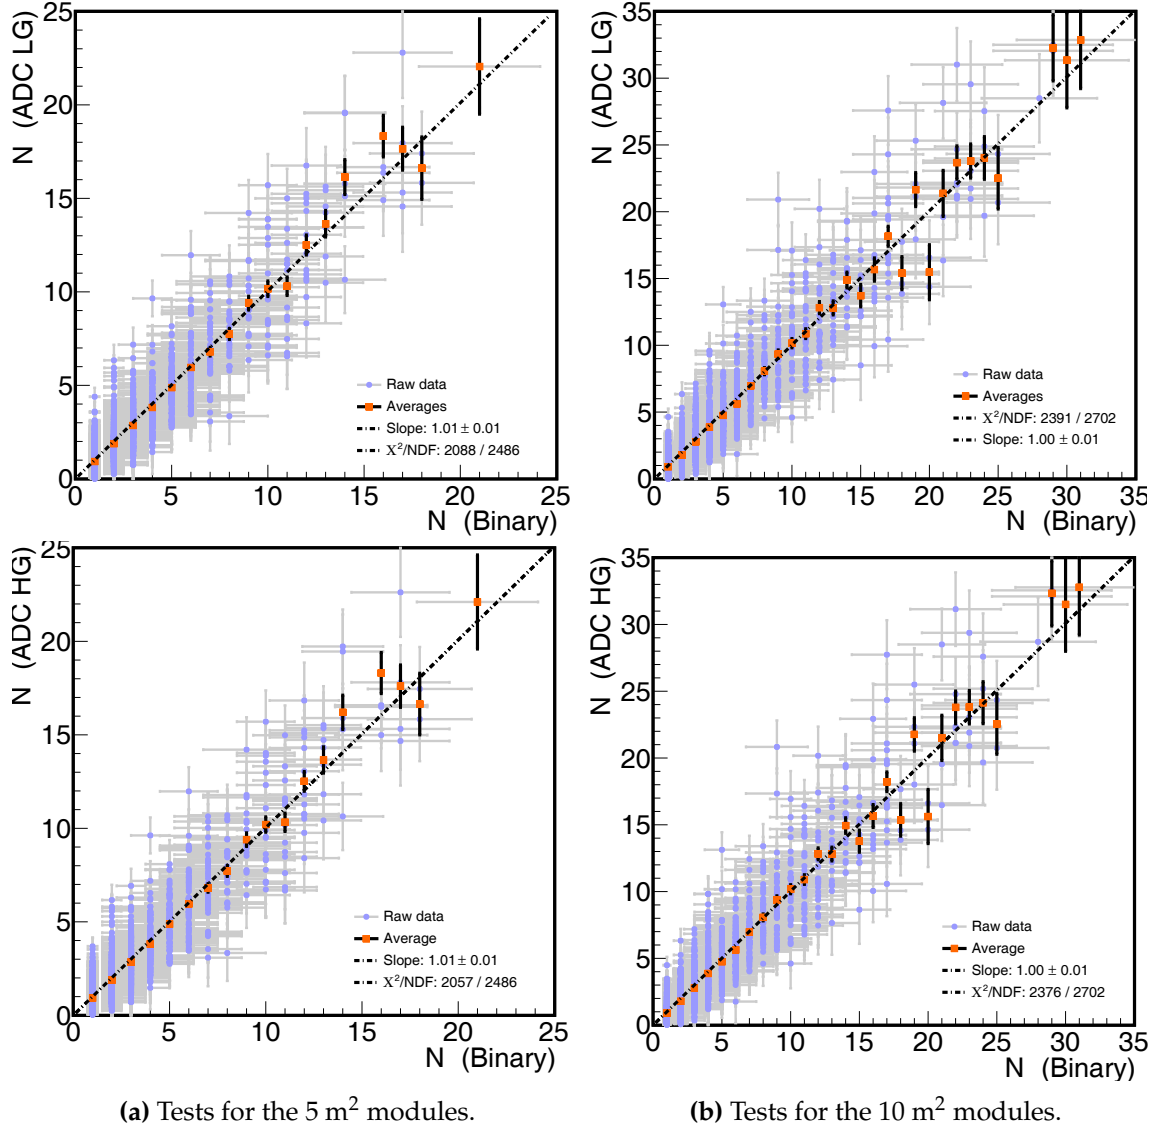 N (ADC LG)
25
20
15
10
5
0
Raw data
Averages
Slope: 1.01 ± 0.01
Χ²/NDF: 2088 / 2486
0 5 10 15 20 25
N (Binary)
N (ADC LG)
35
30
25
20
15
10
5
0
Raw data
Averages
Χ²/NDF: 2391 / 2702
Slope: 1.00 ± 0.01
0 5 10 15 20 25 30 35
N (Binary)
N (ADC HG)
25
20
15
10
5
0
Raw data
Average
Slope: 1.01 ± 0.01
Χ²/NDF: 2057 / 2486
0 5 10 15 20 25
N (Binary)
N (ADC HG)
35
30
25
20
15
10
5
0
Raw data
Average
Slope: 1.00 ± 0.01
Χ²/NDF: 2376 / 2702
0 5 10 15 20 25 30 35
N (Binary)
(a) Tests for the 5 m² modules.
(b) Tests for the 10 m² modules.